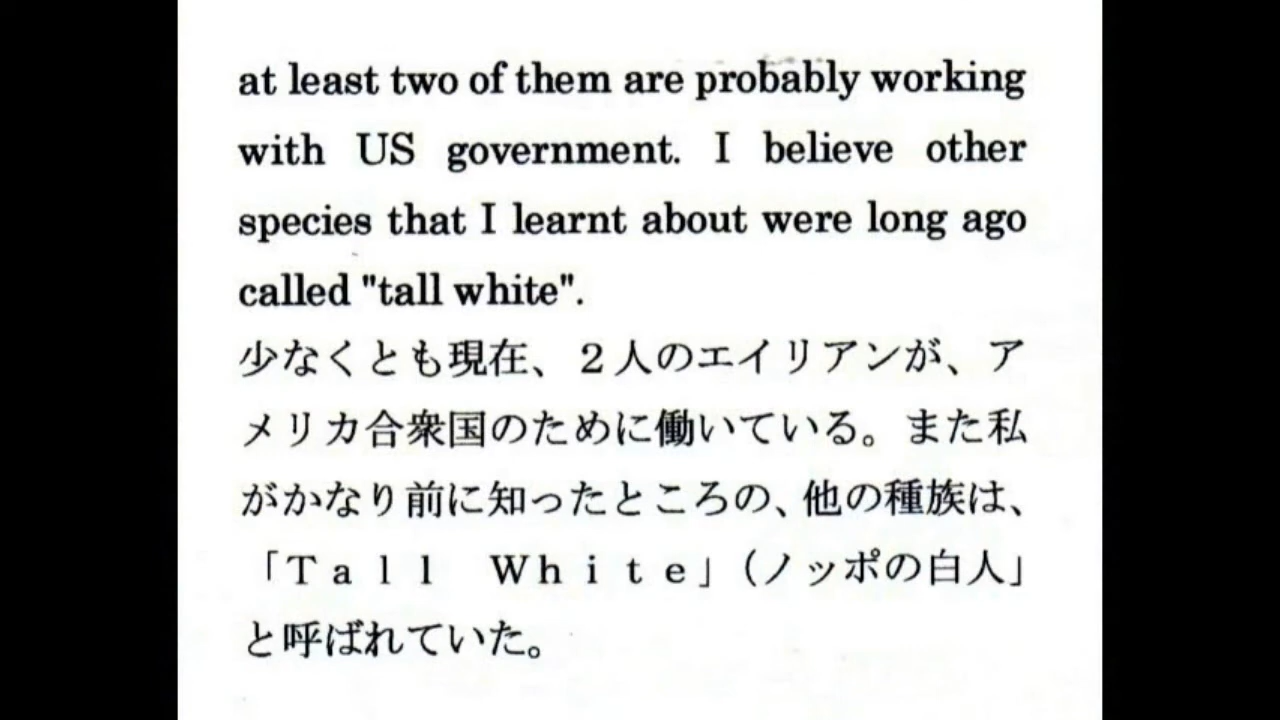 at least two of them are probably working
with US government. I believe other
species that I learnt about were long ago
called "tall white".
少なくとも現在、２人のエイリアンが、ア
メリカ合衆国のために働いている。また私
がかなり前に知ったところの、他の種族は、
「Ｔａｌｌ　Ｗｈｉｔｅ」（ノッポの白人」
と呼ばれていた。